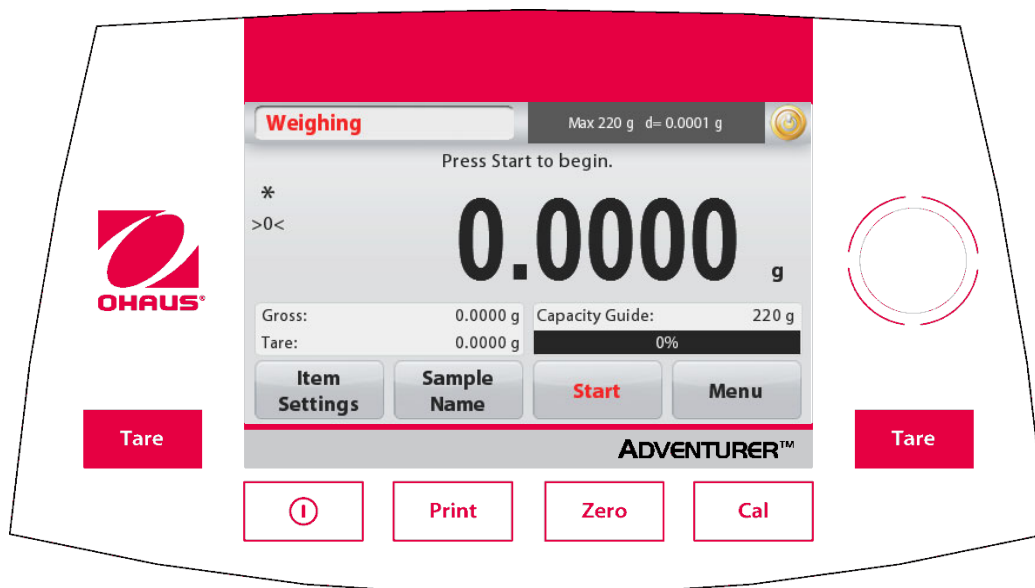 Weighing
Max 220 g d= 0.0001 g
Press Start to begin.
*
>0<
0.0000 g
OHAUS®
Gross: 0.0000 g
Capacity Guide: 220 g
Tare: 0.0000 g
0%
Item
Settings
Sample
Name
Start
Menu
Tare
ADVENTURER™
Tare
Print
Zero
Cal